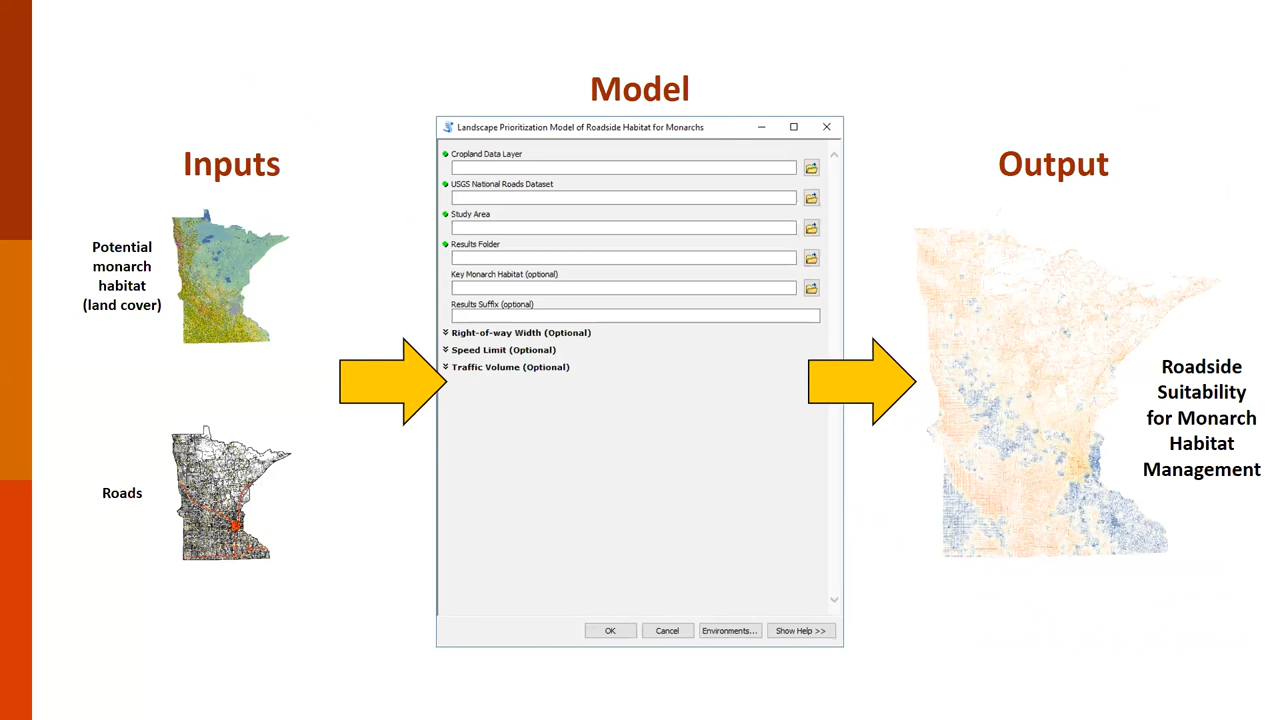 Model
Inputs
Output
Potential
monarch
habitat
(land cover)
Roads
Landscape Prioritization Model of Roadside Habitat for Monarchs
Cropland Data Layer
USGS National Roads Dataset
Study Area
Results Folder
Key Monarch Habitat (optional)
Results Suffix (optional)
Right-of-way Width (Optional)
Speed Limit (Optional)
Traffic Volume (Optional)
OK
Cancel
Environments...
Show Help >>
Roadside
Suitability
for Monarch
Habitat
Management